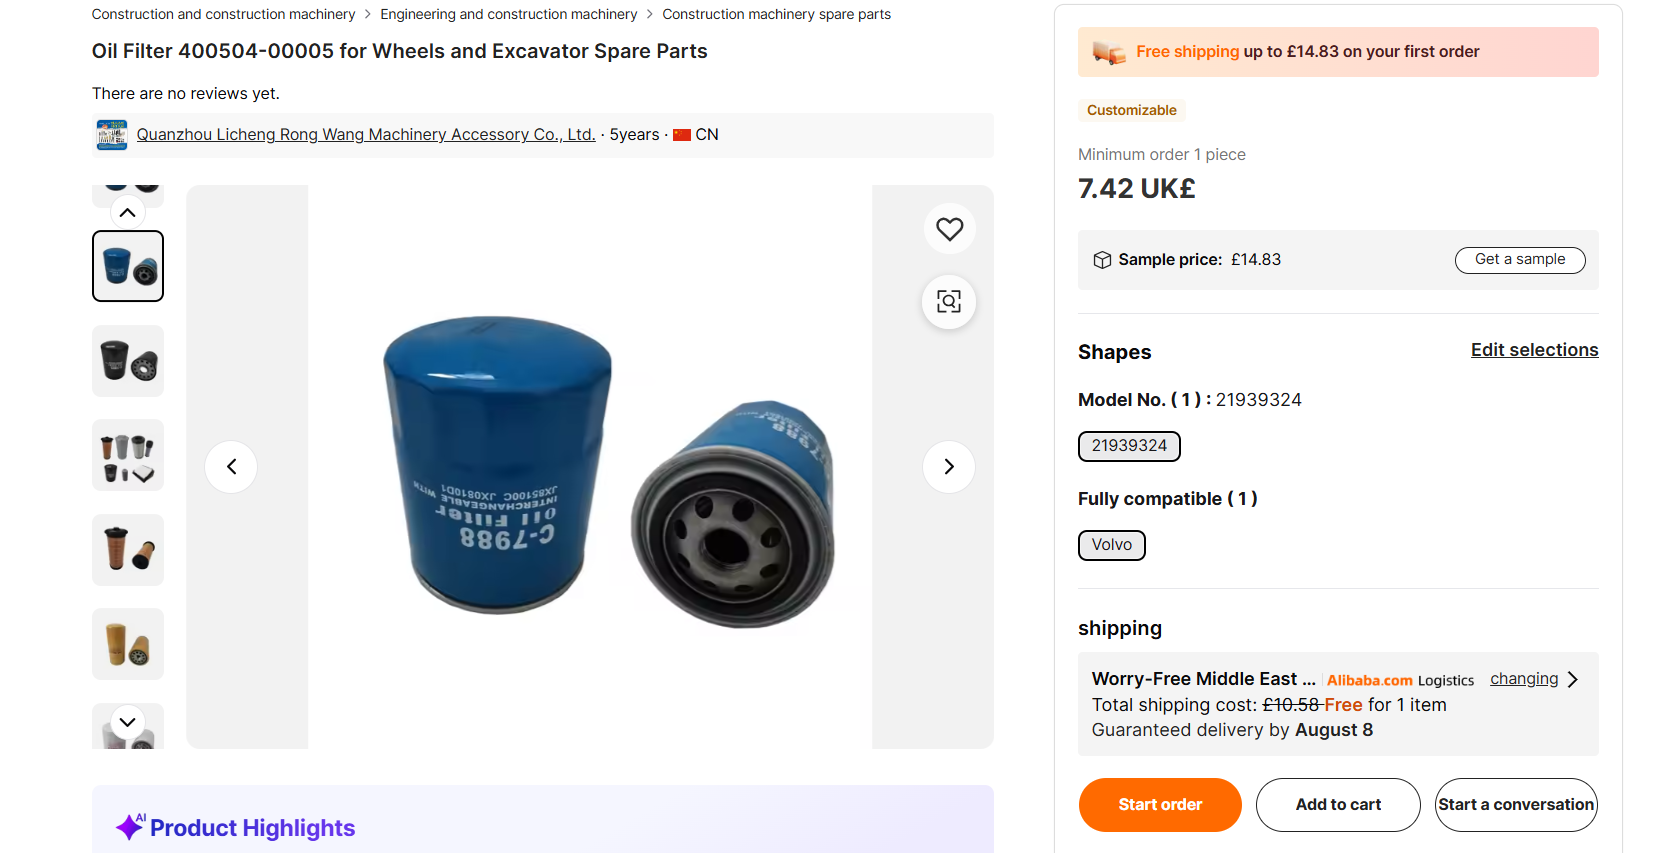 Construction and construction machinery > Engineering and construction machinery > Construction machinery spare parts
Oil Filter 400504-00005 for Wheels and Excavator Spare Parts
There are no reviews yet.
Quanzhou Licheng Rong Wang Machinery Accessory Co., Ltd. · 5years · CN
JX85100C JX0810D1
INTERCHANGEABLE WITH
Oil Filter
C-7988
AI Product Highlights
Free shipping up to £14.83 on your first order
Customizable
Minimum order 1 piece
7.42 UK£
Sample price: £14.83
Get a sample
Shapes
Edit selections
Model No. ( 1 ) : 21939324
21939324
Fully compatible ( 1 )
Volvo
shipping
Worry-Free Middle East ... Alibaba.com Logistics changing
Total shipping cost: £10.58 Free for 1 item
Guaranteed delivery by August 8
Start order
Add to cart
Start a conversation